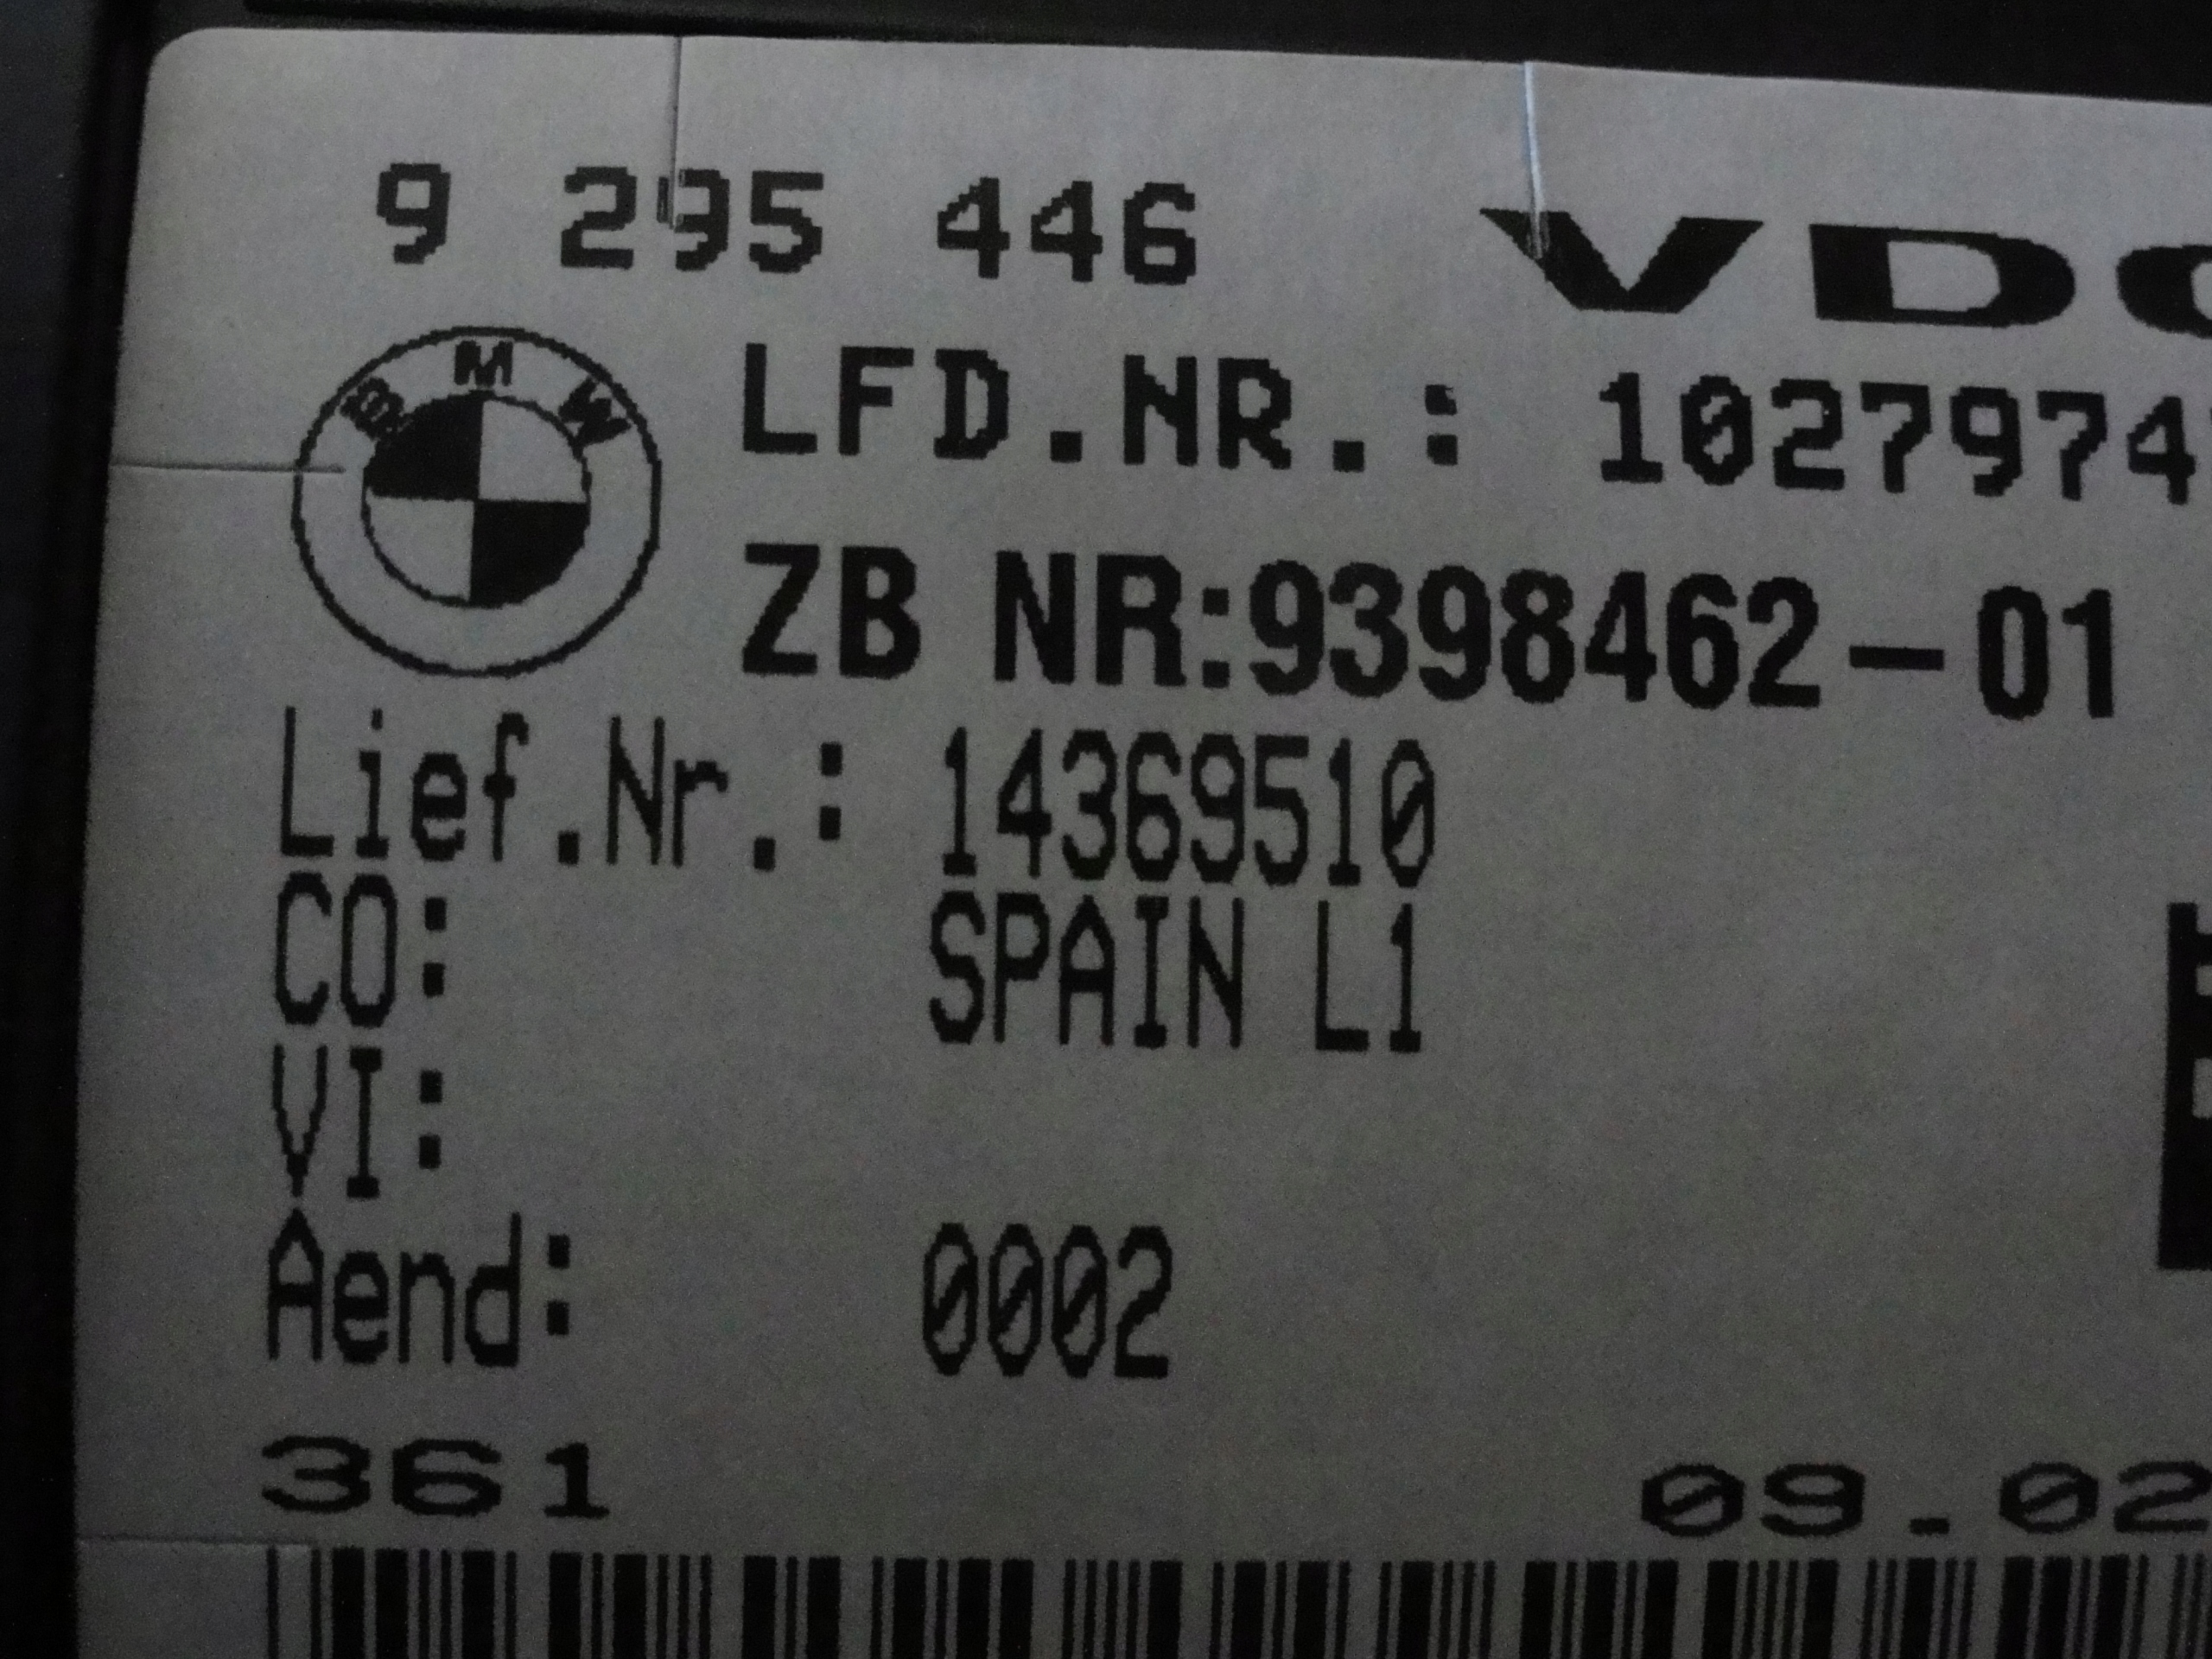 9 295 446
VDO
BMW
LFD.NR.: 1027974
ZB NR:9398462-01
Lief.Nr.: 14369510
CO: SPAIN L1
VI:
Aend: 0002
361 09.02